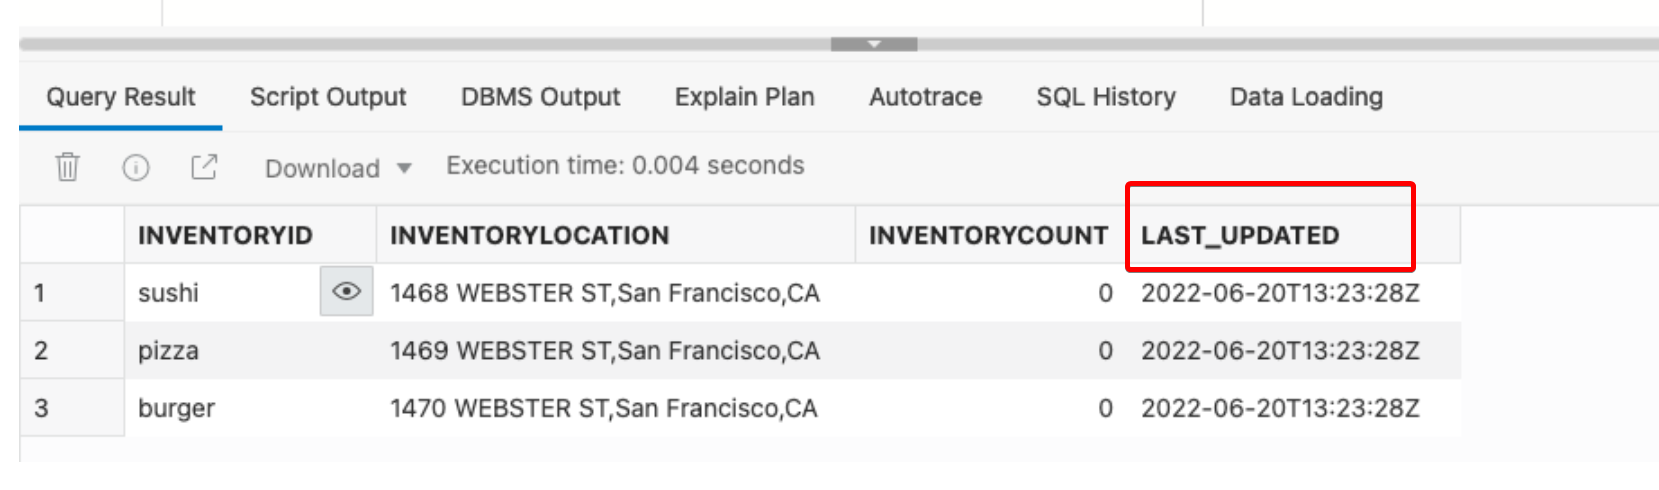 Query Result Script Output DBMS Output Explain Plan Autotrace SQL History Data Loading
Download Execution time: 0.004 seconds
INVENTORYID INVENTORYLOCATION INVENTORYCOUNT LAST_UPDATED
1 sushi 1468 WEBSTER ST,San Francisco,CA 0 2022-06-20T13:23:28Z
2 pizza 1469 WEBSTER ST,San Francisco,CA 0 2022-06-20T13:23:28Z
3 burger 1470 WEBSTER ST,San Francisco,CA 0 2022-06-20T13:23:28Z